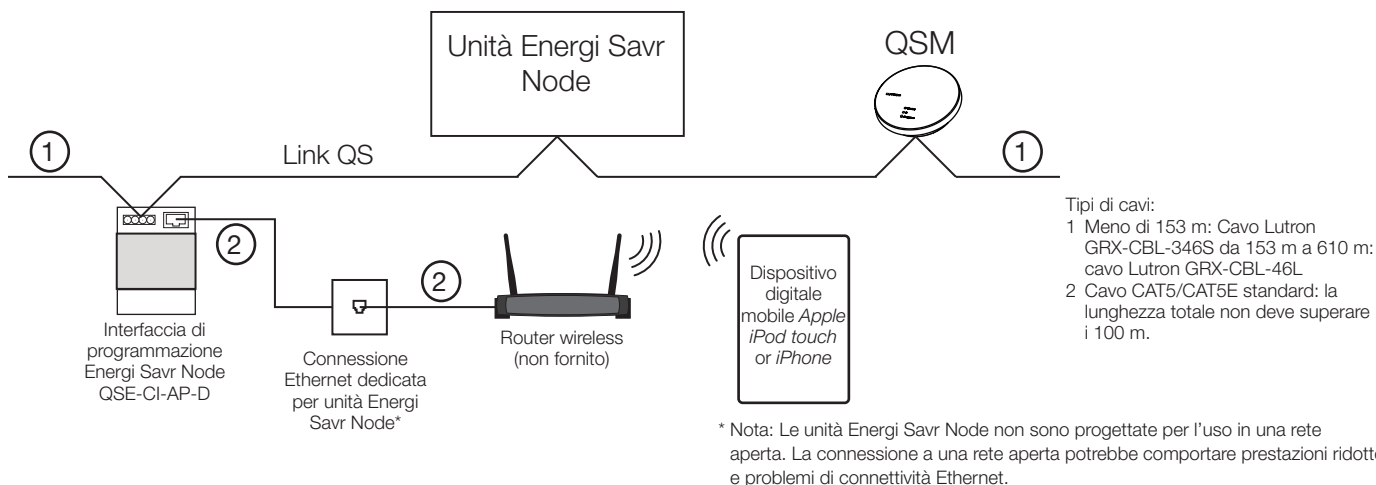 Unità Energi Savr
Node
QSM
1
Link QS
1
2
2
Interfaccia di
programmazione
Energi Savr Node
QSE-CI-AP-D
Connessione
Ethernet dedicata
per unità Energi
Savr Node*
Router wireless
(non fornito)
Dispositivo
digitale
mobile Apple
iPod touch
or iPhone
Tipi di cavi:
1 Meno di 153 m: Cavo Lutron
GRX-CBL-346S da 153 m a 610 m:
cavo Lutron GRX-CBL-46L
2 Cavo CAT5/CAT5E standard: la
lunghezza totale non deve superare
i 100 m.
* Nota: Le unità Energi Savr Node non sono progettate per l'uso in una rete
aperta. La connessione a una rete aperta potrebbe comportare prestazioni ridotte
e problemi di connettività Ethernet.